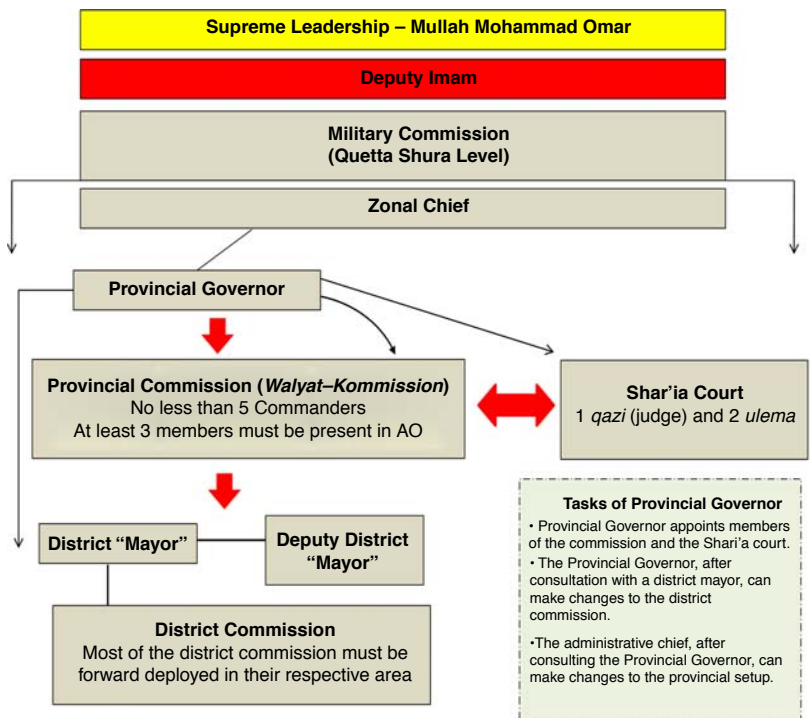 Supreme Leadership – Mullah Mohammad Omar
Deputy Imam
Military Commission
(Quetta Shura Level)
Zonal Chief
Provincial Governor
Provincial Commission (Walyat–Kommission)
No less than 5 Commanders
At least 3 members must be present in AO
Shar’ia Court
1 qazi (judge) and 2 ulema
District “Mayor”
Deputy District
“Mayor”
District Commission
Most of the district commission must be
forward deployed in their respective area
Tasks of Provincial Governor
• Provincial Governor appoints members
of the commission and the Shari’a court.
• The Provincial Governor, after
consultation with a district mayor, can
make changes to the district
commission.
•The administrative chief, after
consulting the Provincial Governor, can
make changes to the provincial setup.